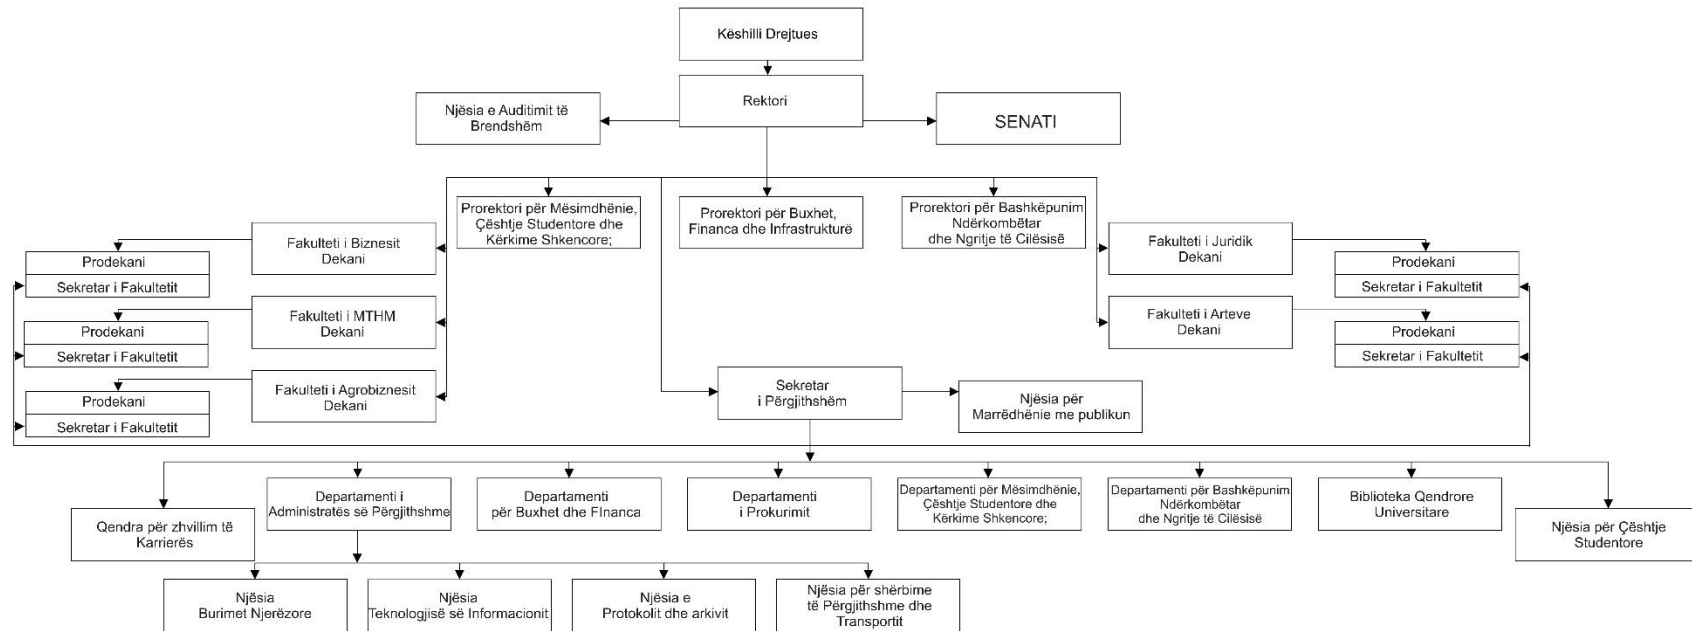 Këshilli Drejtues
Rektori
Njësia e Auditimit të
Brendshëm
SENATI
Prorektori për Mësimdhënie,
Çështje Studentore dhe
Kërkime Shkencore;
Prorektori për Buxhet,
Financa dhe Infrastrukturë
Prorektori për Bashkëpunim
Ndërkombëtar
dhe Ngritje të Cilësisë
Fakulteti i Biznesit
Dekani
Prodekani
Sekretar i Fakultetit
Fakulteti i MTHM
Dekani
Prodekani
Sekretar i Fakultetit
Fakulteti i Agrobiznesit
Dekani
Prodekani
Sekretar i Fakultetit
Fakulteti i Juridik
Dekani
Prodekani
Sekretar i Fakultetit
Fakulteti i Arteve
Dekani
Prodekani
Sekretar i Fakultetit
Sekretar
i Përgjithshëm
Njësia për
Marrëdhënie me publikun
Qendra për zhvillim të
Karrierës
Departamenti i
Administratës së Përgjithshme
Departamenti
për Buxhet dhe FInanca
Departamenti
i Prokurimit
Departamenti për Mësimdhënie,
Çështje Studentore dhe
Kërkime Shkencore;
Departamenti për Bashkëpunim
Ndërkombëtar
dhe Ngritje të Cilësisë
Biblioteka Qendrore
Universitare
Njësia për Çështje
Studentore
Njësia
Burimet Njerëzore
Njësia
Teknologjisë së Informacionit
Njësia e
Protokolit dhe arkivit
Njësia për shërbime
të Përgjithshme dhe
Transportit